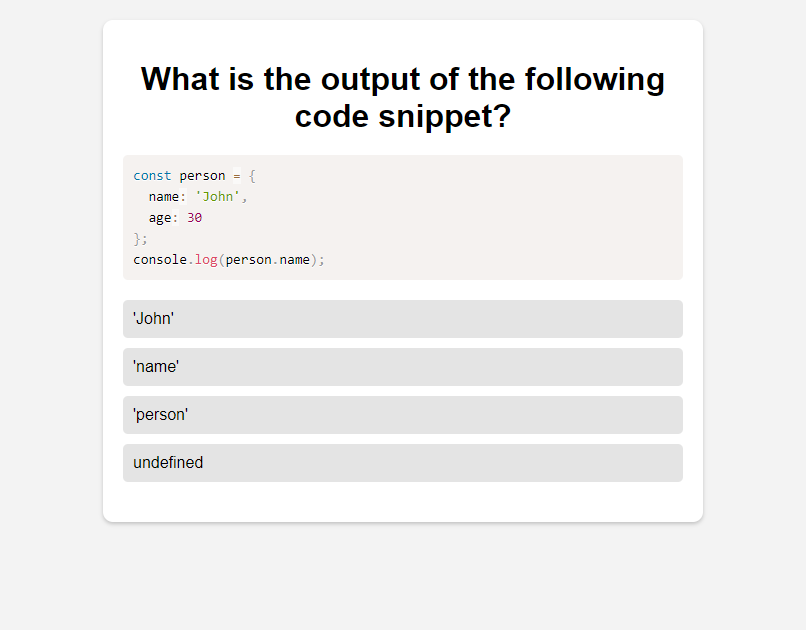 What is the output of the following
code snippet?
const person = {
  name: 'John',
  age: 30
};
console.log(person.name);
'John'
'name'
'person'
undefined